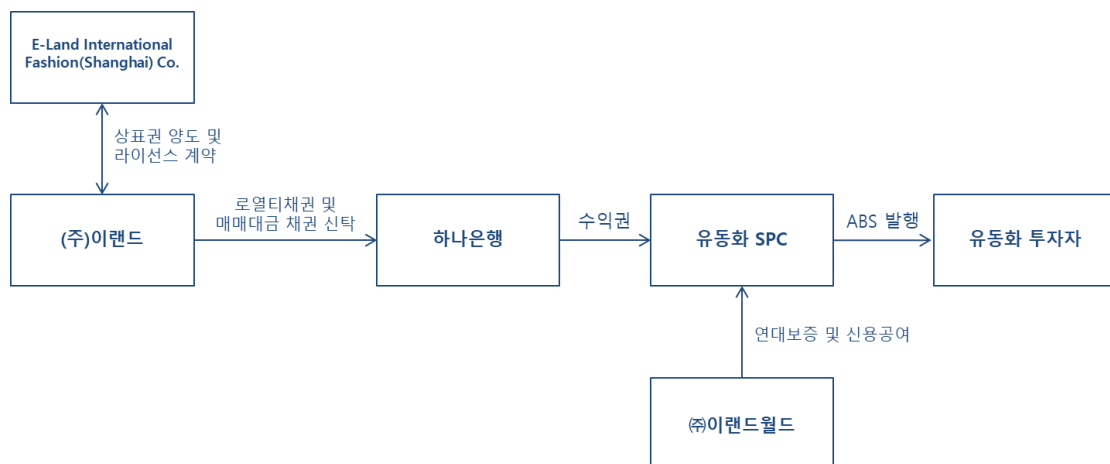 E-Land International
Fashion(Shanghai) Co.
상표권 양도 및
라이선스 계약
(주)이랜드
로열티채권 및
매매대금 채권 신탁
하나은행
수익권
유동화 SPC
ABS 발행
유동화 투자자
연대보증 및 신용공여
㈜이랜드월드